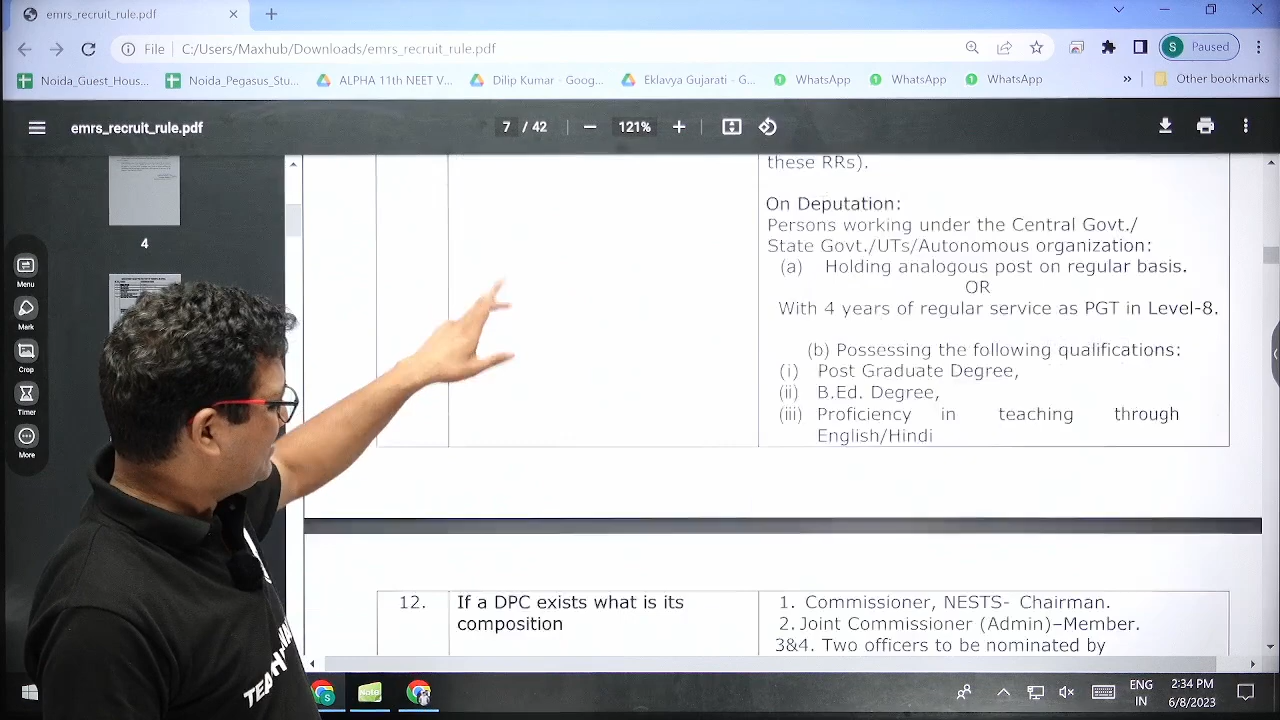 emrs_recruit_rule.pdf
File
C:/Users/Maxhub/Downloads/emrs_recruit_rule.pdf
S
Paused
Noida_Guest_Hous...
Noida_Pegasus_Stu...
ALPHA 11th NEET V...
Dilip Kumar - Goog...
Eklavya Gujarati - G...
WhatsApp
WhatsApp
WhatsApp
»
Other bookmarks
emrs_recruit_rule.pdf
7 / 42
121%
4
Menu
Mark
Crop
Timer
More
these RRs).
On Deputation:
Persons working under the Central Govt./
State Govt./UTs/Autonomous organization:
(a) Holding analogous post on regular basis.
OR
With 4 years of regular service as PGT in Level-8.
(b) Possessing the following qualifications:
(i) Post Graduate Degree,
(ii) B.Ed. Degree,
(iii) Proficiency in teaching through
English/Hindi
12.
If a DPC exists what is its
composition
1. Commissioner, NESTS- Chairman.
2. Joint Commissioner (Admin)–Member.
3&4. Two officers to be nominated by
Note
ENG
IN
2:34 PM
6/8/2023